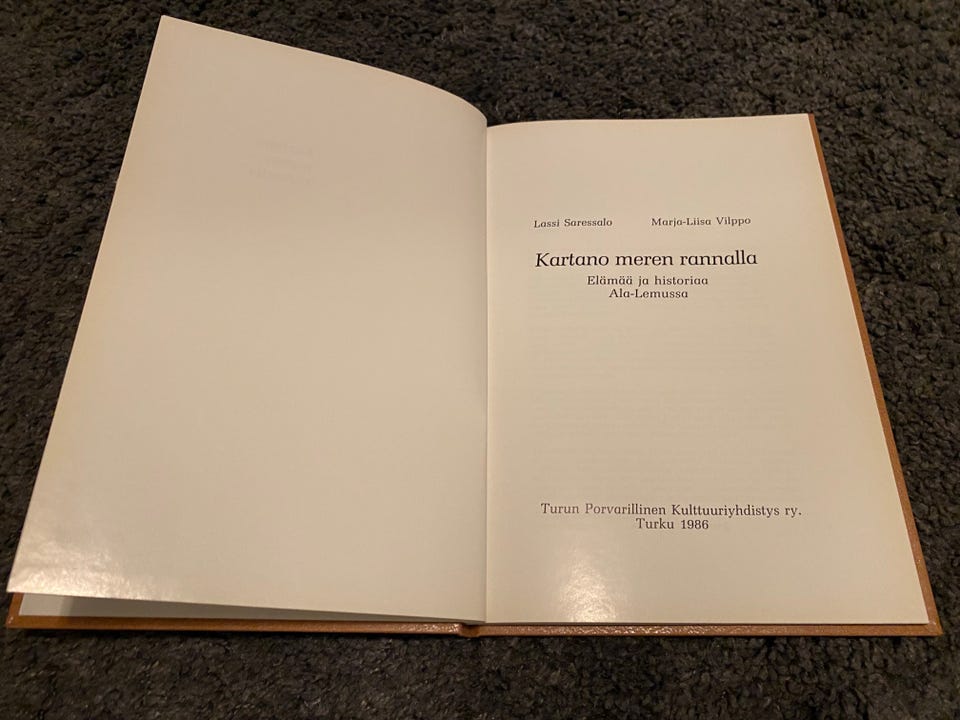 Lassi Saressalo Marja-Liisa Vilppo
Kartano meren rannalla
Elämää ja historiaa
Ala-Lemussa
Turun Porvarillinen Kulttuuriyhdistys ry.
Turku 1986